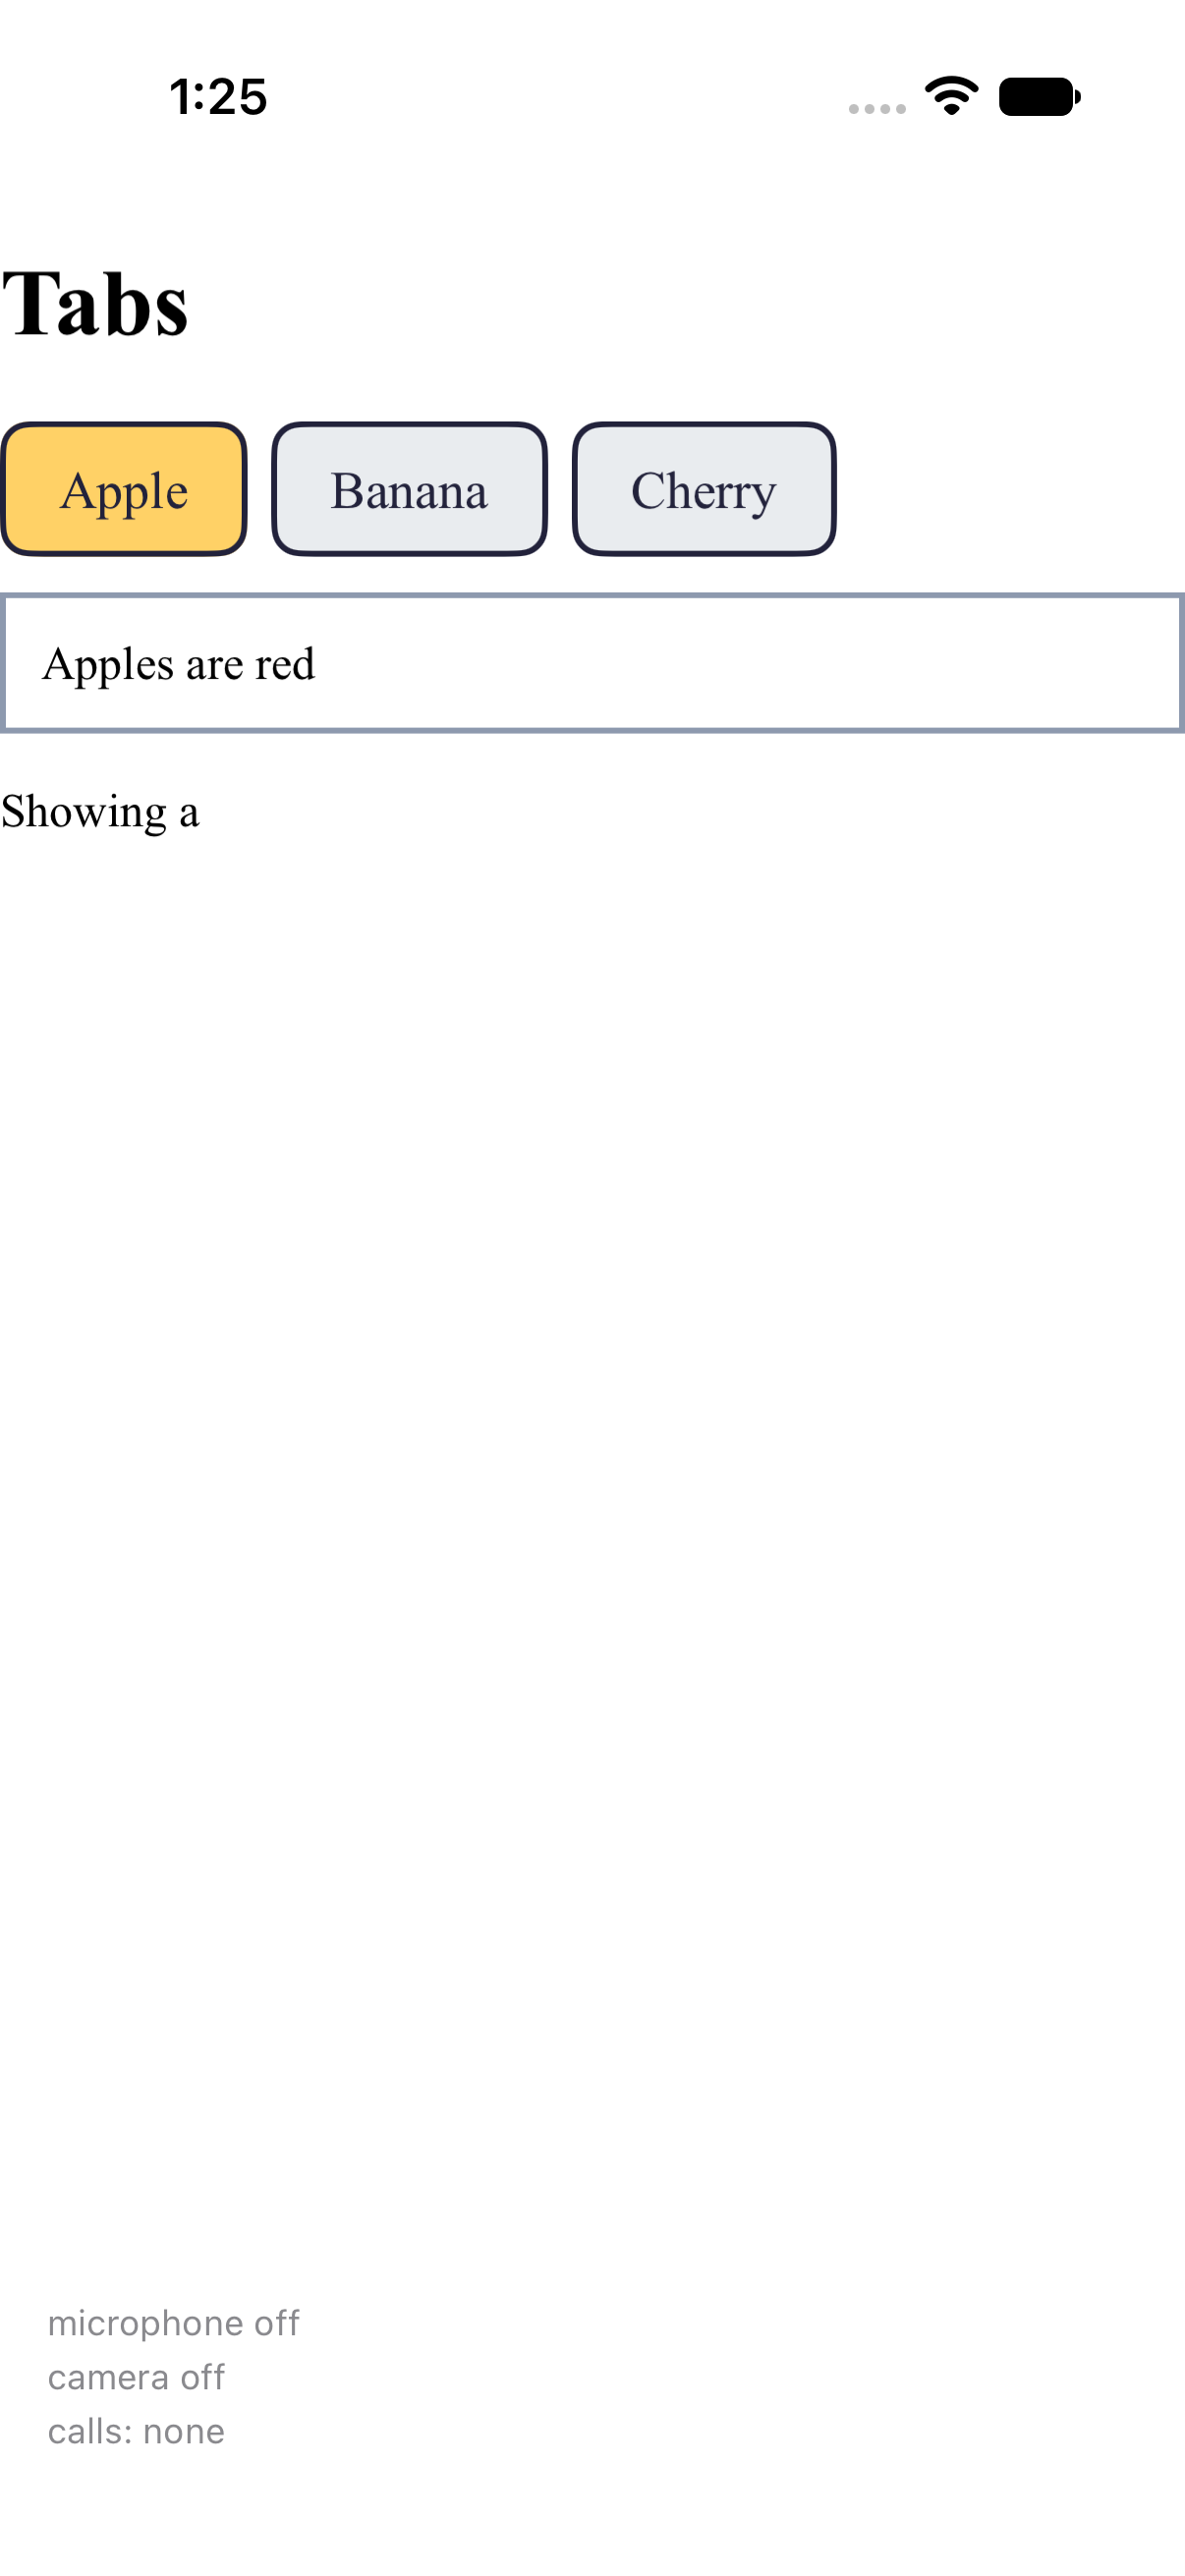 1:25
Tabs
Apple Banana Cherry
Apples are red
Showing a
microphone off
camera off
calls: none